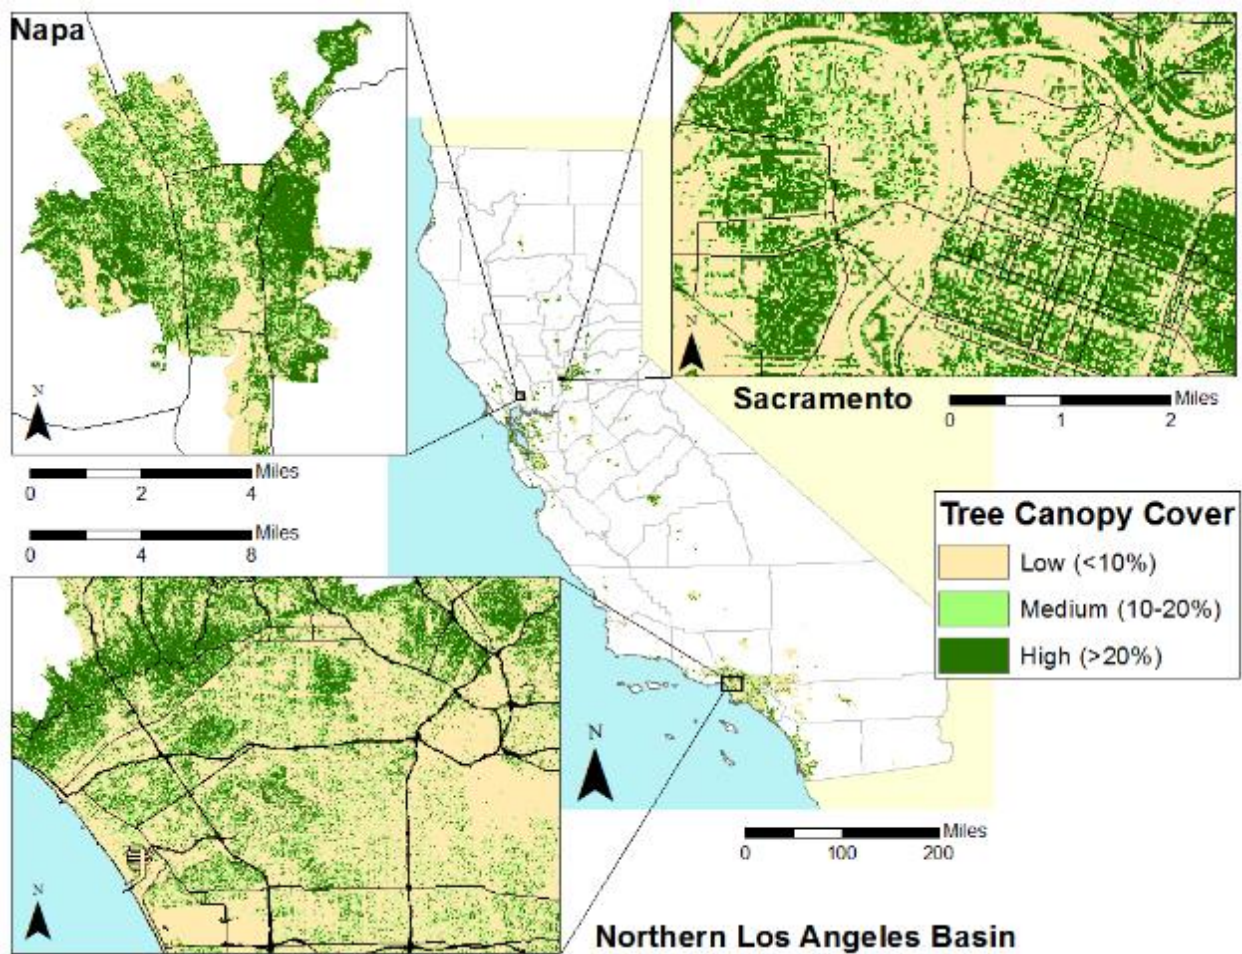 Napa
N
Miles
0 2 4
Miles
0 4 8
N
Sacramento
Miles
0 1 2
Tree Canopy Cover
Low (<10%)
Medium (10-20%)
High (>20%)
N
N
Miles
0 100 200
Northern Los Angeles Basin